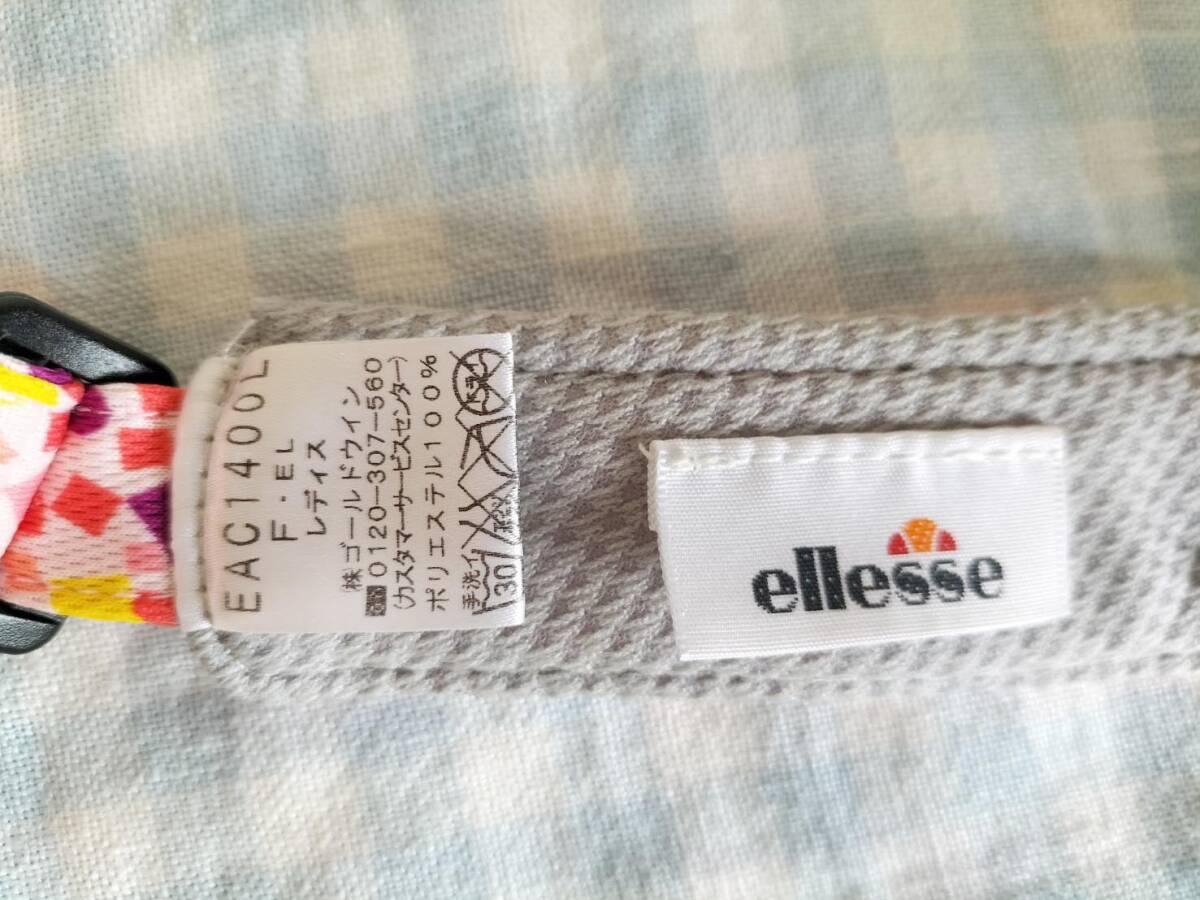 EAC1400L
F・EL
レディス
(株)ゴールドウイン
0120-307-560
(カスタマーサービスセンター)
ポリエステル100%
手洗イ
30
ellesse